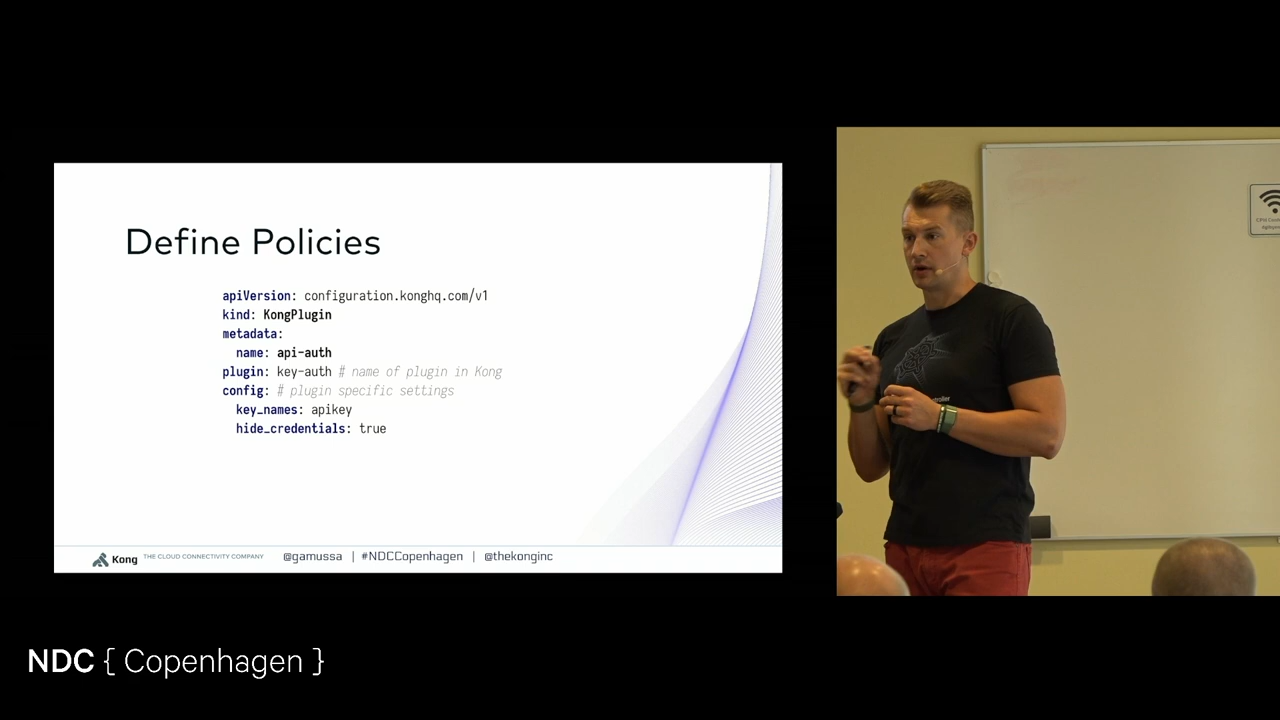 Define Policies
apiVersion: configuration.konghq.com/v1
kind: KongPlugin
metadata:
name: api-auth
plugin: key-auth # name of plugin in Kong
config: # plugin specific settings
key_names: apikey
hide_credentials: true
Kong THE CLOUD CONNECTIVITY COMPANY @gamussa | #NDCCopenhagen | @thekonginc
NDC { Copenhagen }